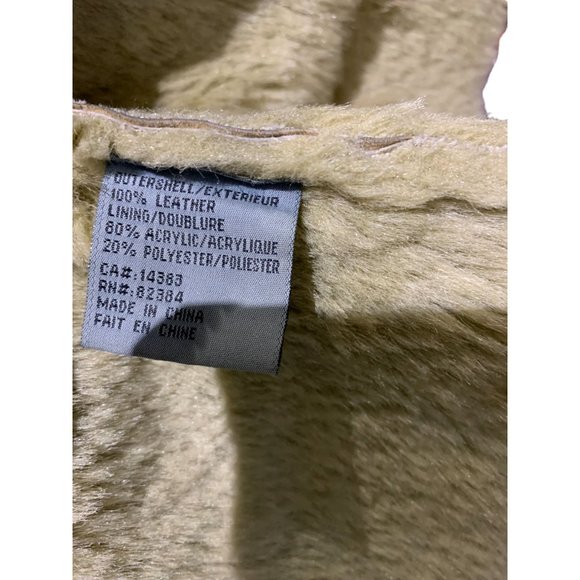 OUTERSHELL/EXTERIEUR
100% LEATHER
LINING/DOUBLURE
80% ACRYLIC/ACRYLIQUE
20% POLYESTER/POLIESTER
CA#:14383
RN#:82384
MADE IN CHINA
FAIT EN CHINE